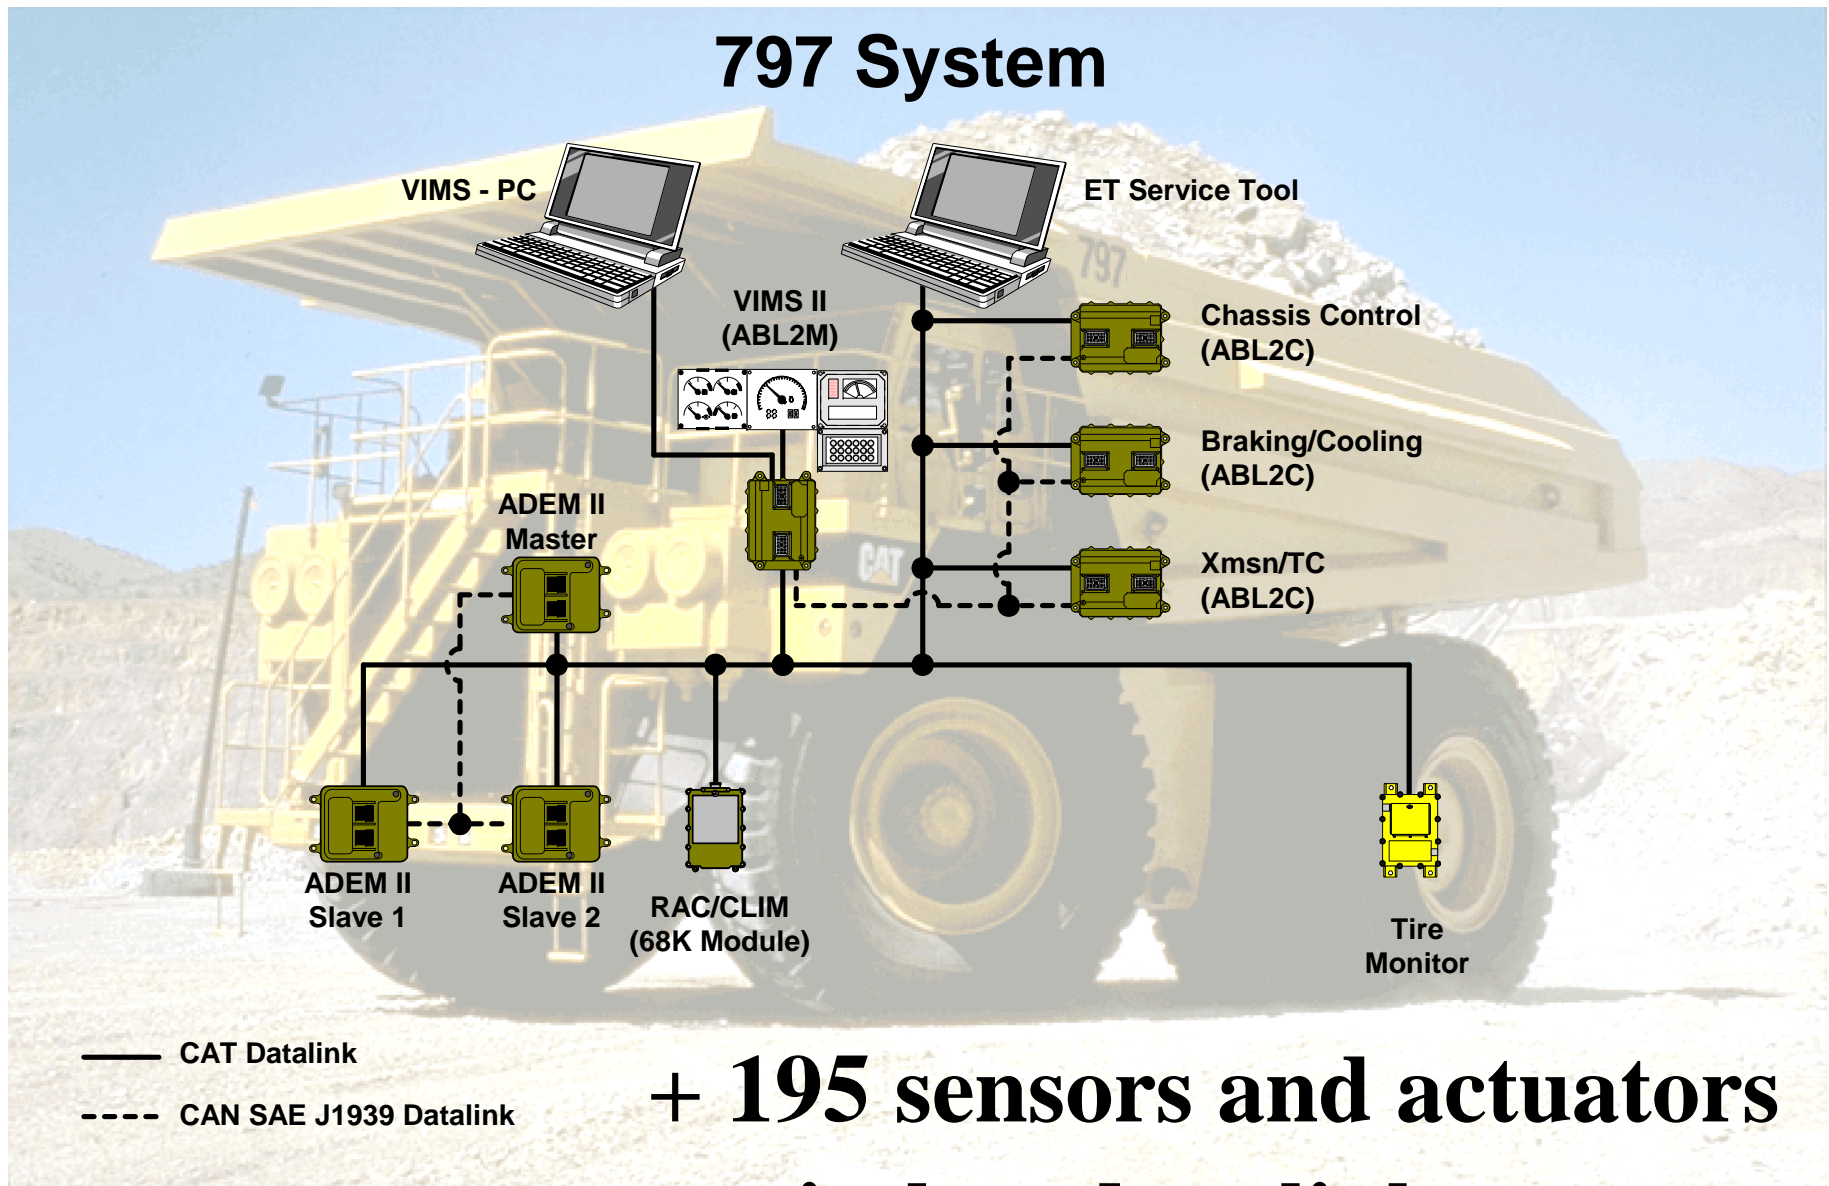 797 System
VIMS - PC
ET Service Tool
797
VIMS II
(ABL2M)
Chassis Control
(ABL2C)
Braking/Cooling
(ABL2C)
ADEM II
Master
CAT
Xmsn/TC
(ABL2C)
ADEM II
Slave 1
ADEM II
Slave 2
RAC/CLIM
(68K Module)
Tire
Monitor
CAT Datalink
CAN SAE J1939 Datalink
+ 195 sensors and actuators